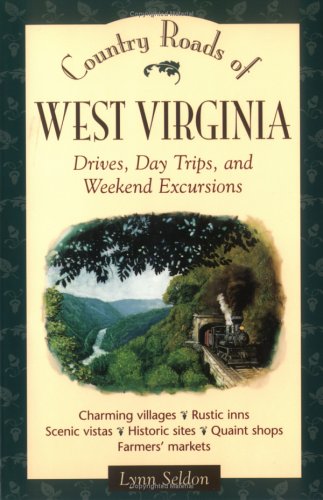 Country Roads of
WEST VIRGINIA
Drives, Day Trips, and
Weekend Excursions
Charming villages Rustic inns
Scenic vistas Historic sites Quaint shops
Farmers' markets
Lynn Seldon